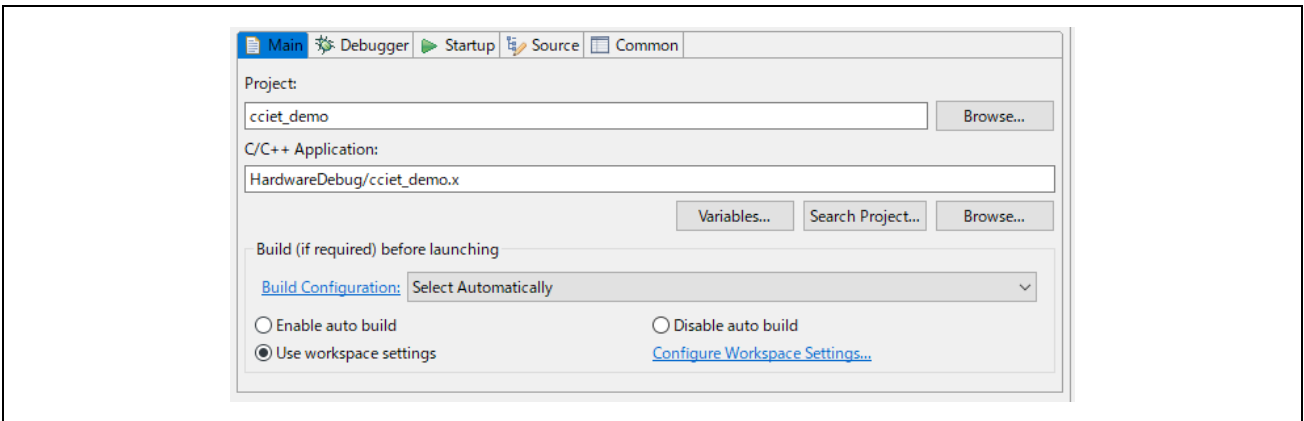 Main Debugger Startup Source Common
Project:
cciet_demo Browse...
C/C++ Application:
HardwareDebug/cciet_demo.x
Variables... Search Project... Browse...
Build (if required) before launching
Build Configuration: Select Automatically
Enable auto build Disable auto build
Use workspace settings Configure Workspace Settings...